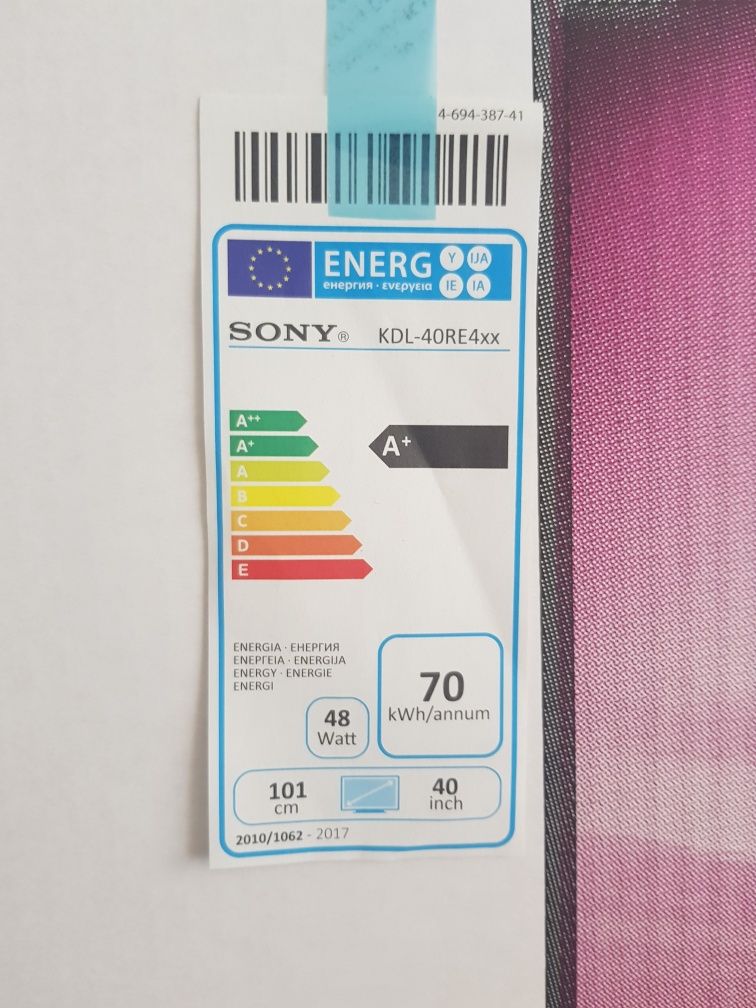 4-694-387-41
ENERG Y IJA
енергия · ενεργεια IE IA
SONY® KDL-40RE4xx
A++
A+
A
B
C
D
E
A+
ENERGIA · ЕНЕРГИЯ
ΕΝΕΡΓΕΙΑ · ENERGIJA
ENERGY · ENERGIE
ENERGI
70
kWh/annum
48
Watt
101
cm
40
inch
2010/1062 - 2017